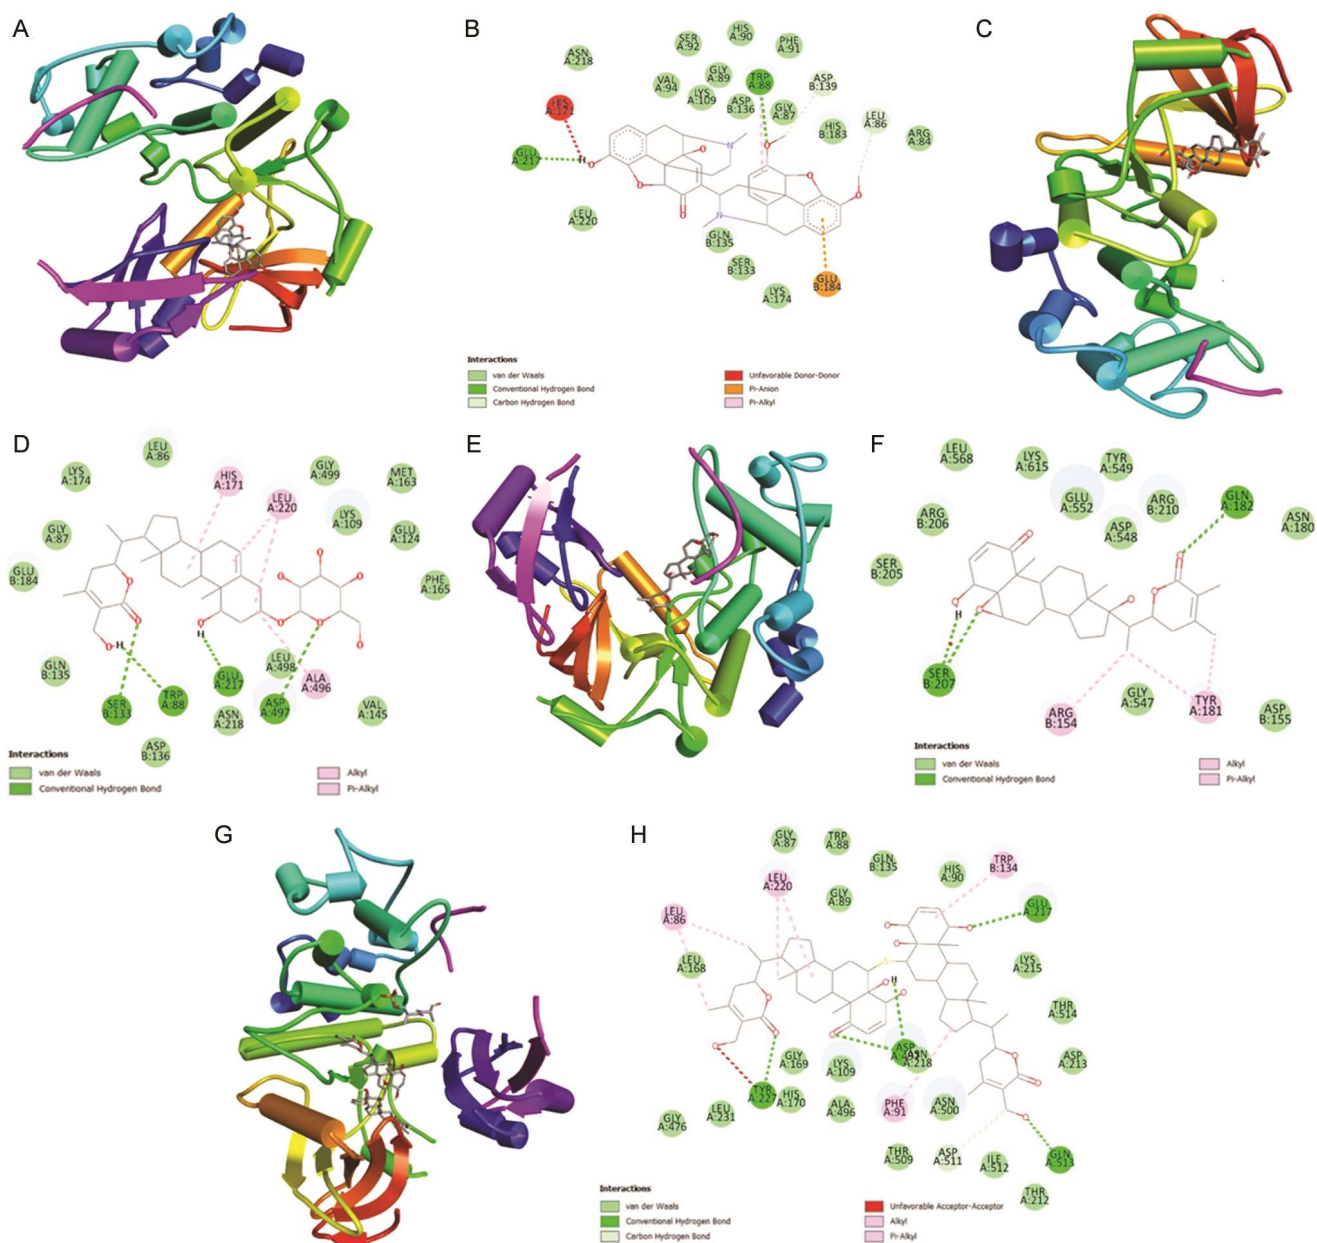 A
B
C
ASN
A:218
SER
A:92
HIS
A:90
PHE
A:91
VAL
A:94
GLY
A:89
LYS
A:109
TRP
A:88
ASP
B:136
GLY
A:87
ASP
A:139
HIS
B:183
LEU
A:86
ARG
A:84
HIS
A:171
GLU
A:217
H
O
O
O
N
O
N
O
O
O
LEU
A:220
GLN
B:135
SER
B:133
LYS
A:174
GLU
B:184
Interactions
van der Waals
Conventional Hydrogen Bond
Carbon Hydrogen Bond
Unfavorable Donor-Donor
Pi-Anion
Pi-Alkyl
D
E
F
LYS
A:174
LEU
A:86
HIS
A:171
GLY
A:499
MET
A:163
LEU
A:220
LYS
A:109
GLU
A:124
GLY
A:87
GLU
B:184
PHE
A:165
GLN
B:135
SER
B:133
TRP
A:88
GLU
A:217
LEU
A:498
ASP
A:497
ALA
A:496
VAL
A:145
ASN
A:218
ASP
B:136
Interactions
van der Waals
Conventional Hydrogen Bond
Alkyl
Pi-Alkyl
LEU
A:568
LYS
A:615
TYR
A:549
GLU
A:552
ARG
B:210
GLN
A:182
ASN
A:180
ARG
B:206
ASP
A:548
SER
B:205
SER
B:207
ARG
B:154
GLY
A:547
TYR
A:181
ASP
B:155
Interactions
van der Waals
Conventional Hydrogen Bond
Alkyl
Pi-Alkyl
G
H
GLY
A:87
TRP
A:88
GLN
B:135
HIS
A:90
TRP
B:134
LEU
A:220
GLY
A:89
GLU
A:217
LEU
A:86
LEU
A:168
LYS
A:215
THR
A:514
S
H
ASP
ASN
A:218
ASP
A:213
GLY
A:169
LYS
A:109
TYR
A:227
HIS
A:170
ALA
A:496
PHE
A:91
ASN
A:500
LEU
A:231
GLY
A:476
THR
A:509
ASP
A:511
ILE
A:512
GLN
A:513
THR
A:212
Interactions
van der Waals
Conventional Hydrogen Bond
Carbon Hydrogen Bond
Unfavorable Acceptor-Acceptor
Alkyl
Pi-Alkyl